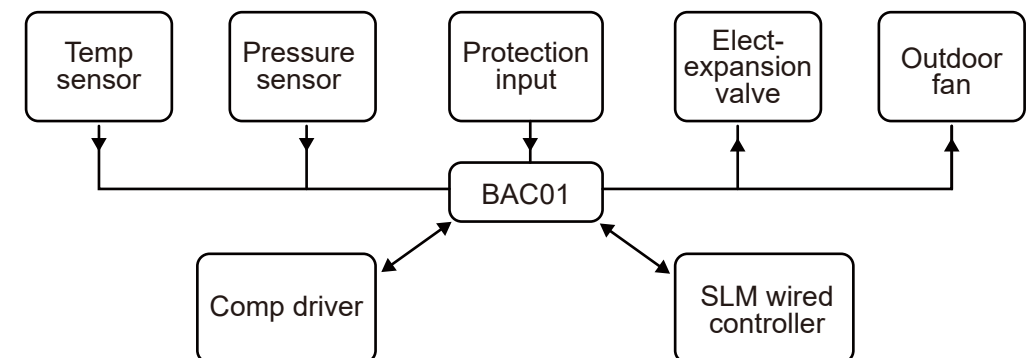 Temp
sensor
Pressure
sensor
Protection
input
Elect-
expansion
valve
Outdoor
fan
BAC01
Comp driver
SLM wired
controller